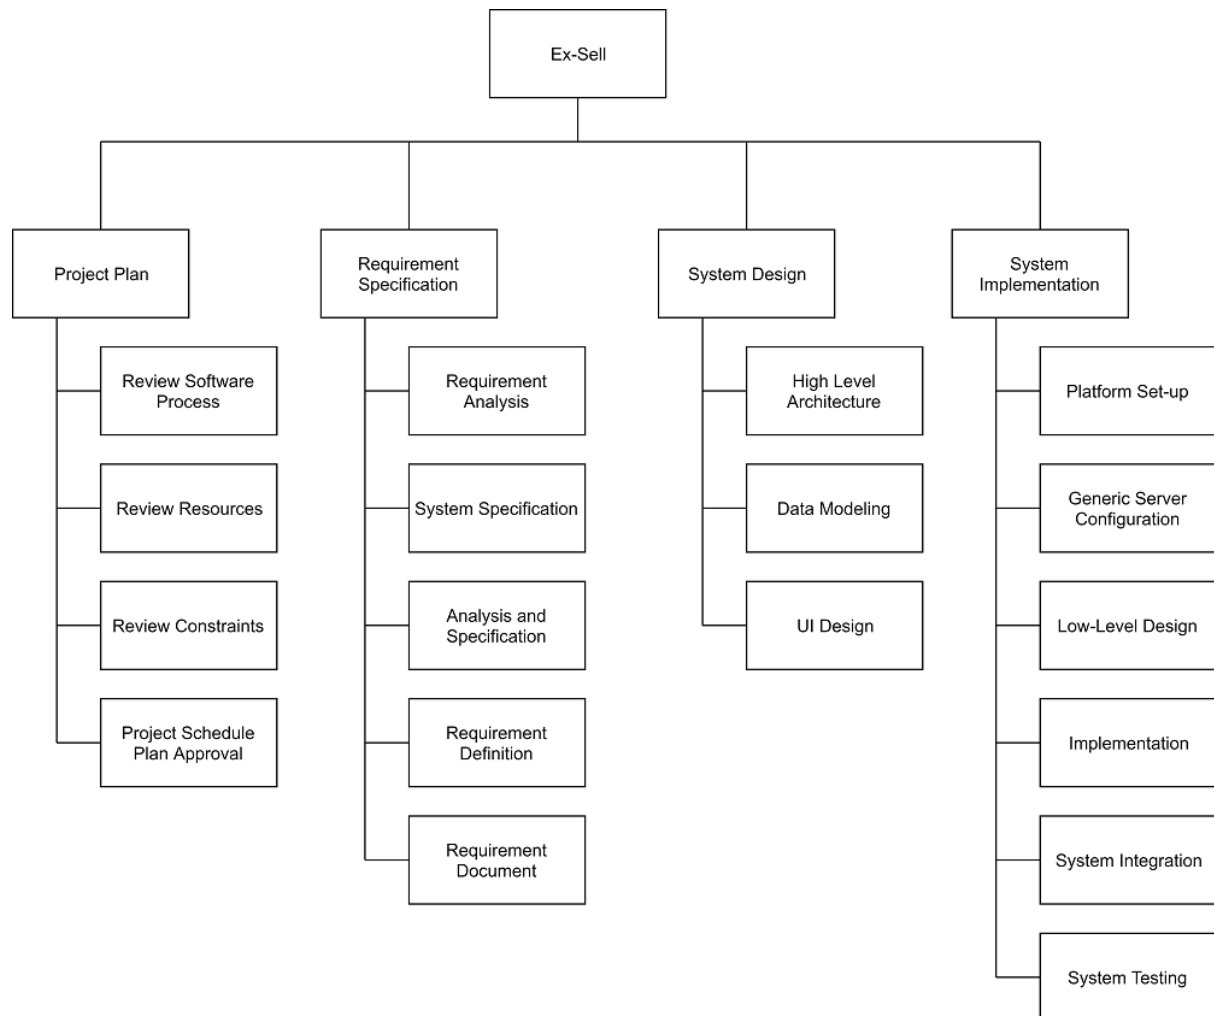 Ex-Sell
Project Plan
Requirement
Specification
System Design
System
Implementation
Review Software
Process
Review Resources
Review Constraints
Project Schedule
Plan Approval
Requirement
Analysis
System Specification
Analysis and
Specification
Requirement
Definition
Requirement
Document
High Level
Architecture
Data Modeling
UI Design
Platform Set-up
Generic Server
Configuration
Low-Level Design
Implementation
System Integration
System Testing